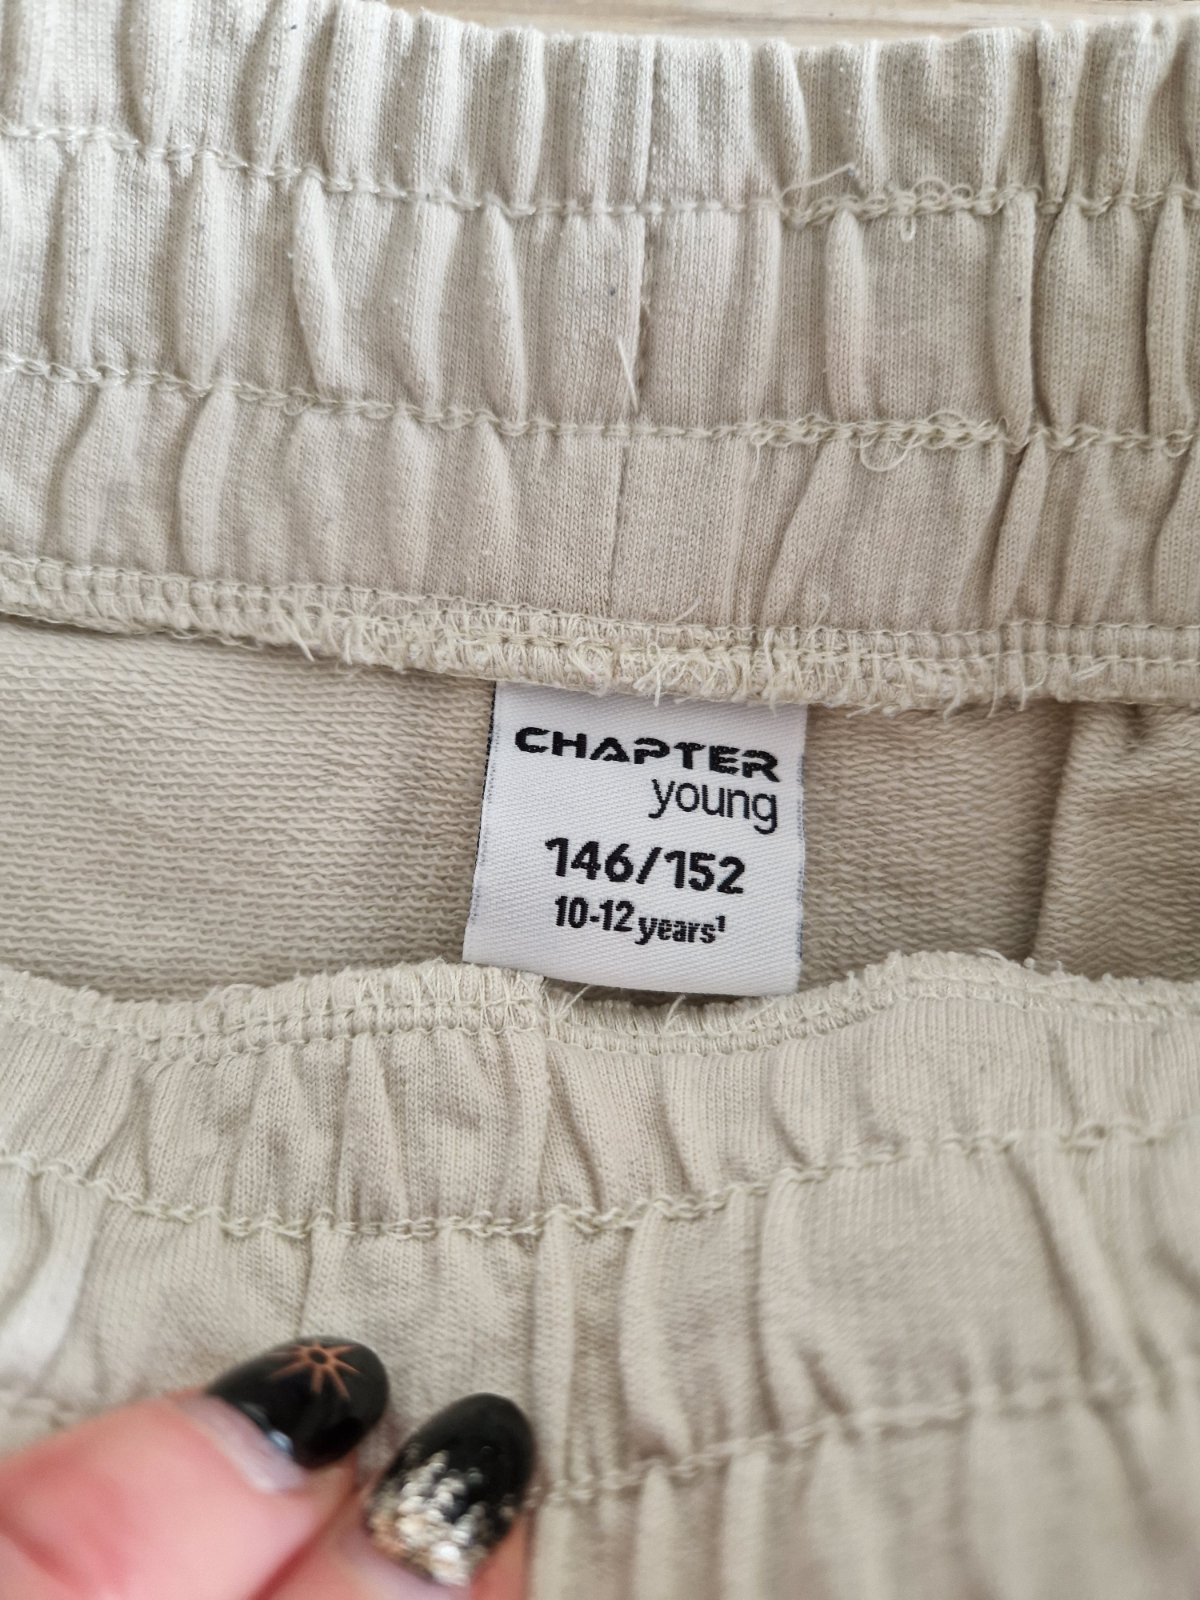 CHAPTER
young
146/152
10-12 years¹